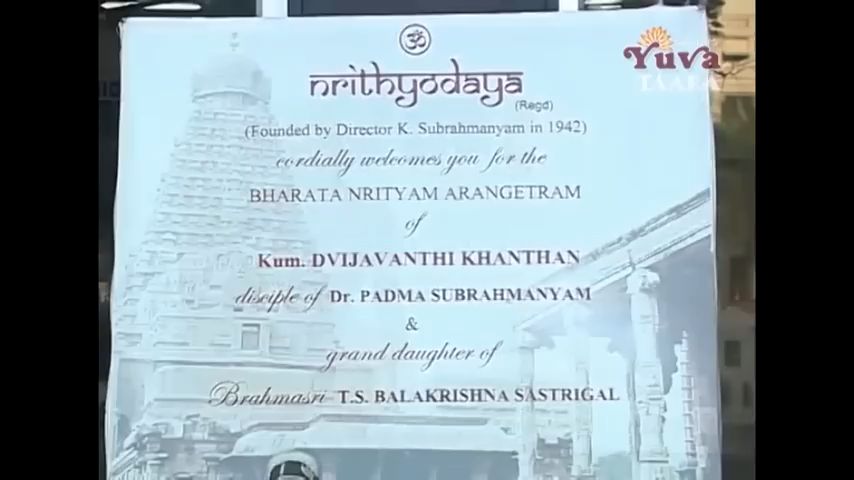 ॐ
nrithyodaya
(Regd)
(Founded by Director K. Subrahmanyam in 1942)
cordially welcomes you for the
BHARATA NRITYAM ARANGETRAM
of
Kum. DVIJAVANTHI KHANTHAN
disciple of Dr. PADMA SUBRAHMANYAM
&
grand daughter of
Brahmasri T.S. BALAKRISHNA SASTRIGAL
Yuva
TAARA